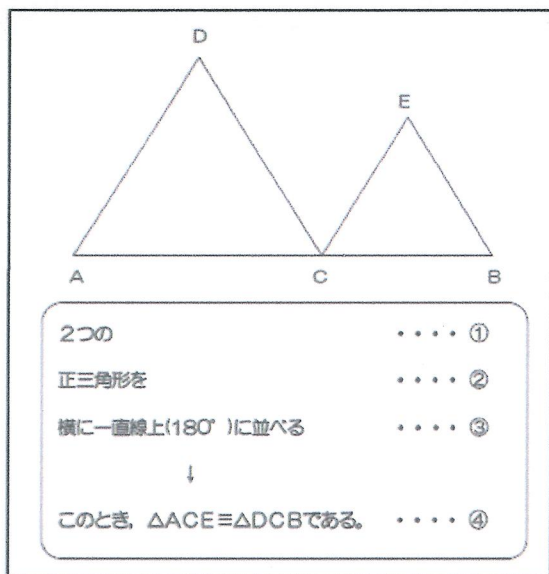 D
E
A
C
B
2つの ・・・・ ①
正三角形を ・・・・ ②
横に一直線上(180°)に並べる ・・・・ ③
↓
このとき，△ACE≡△DCBである。 ・・・・ ④